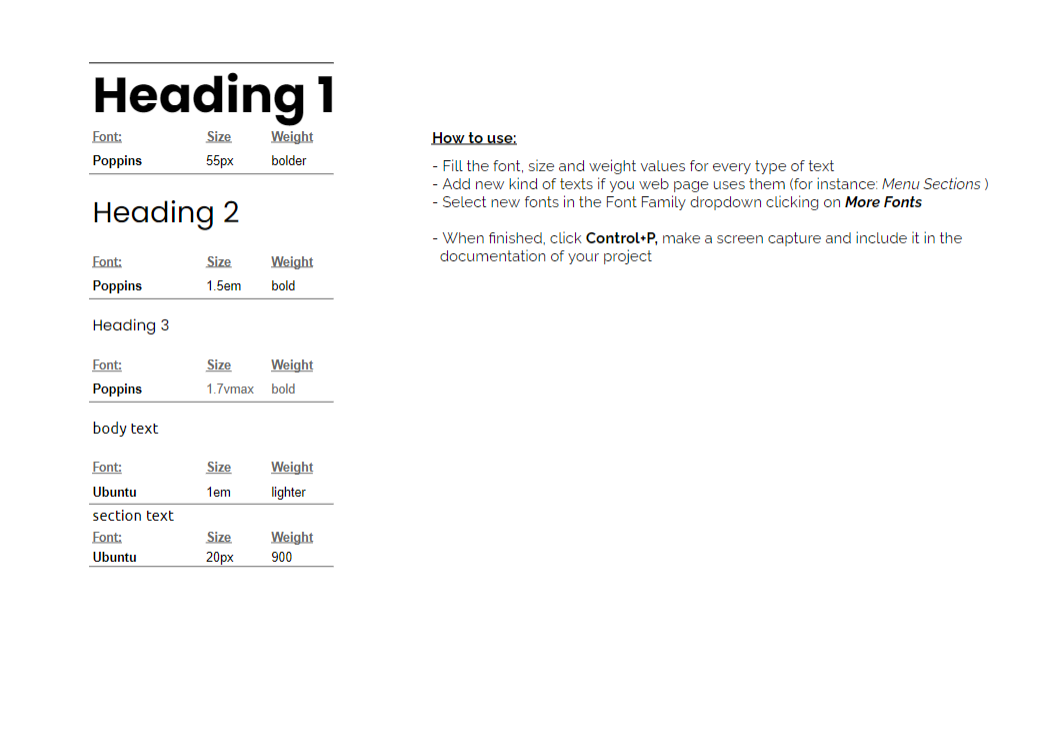 Heading 1
Font: Size Weight
Poppins 55px bolder
Heading 2
Font: Size Weight
Poppins 1.5em bold
Heading 3
Font: Size Weight
Poppins 1.7vmax bold
body text
Font: Size Weight
Ubuntu 1em lighter
section text
Font: Size Weight
Ubuntu 20px 900
How to use:
- Fill the font, size and weight values for every type of text
- Add new kind of texts if you web page uses them (for instance: Menu Sections )
- Select new fonts in the Font Family dropdown clicking on More Fonts
- When finished, click Control+P, make a screen capture and include it in the
documentation of your project